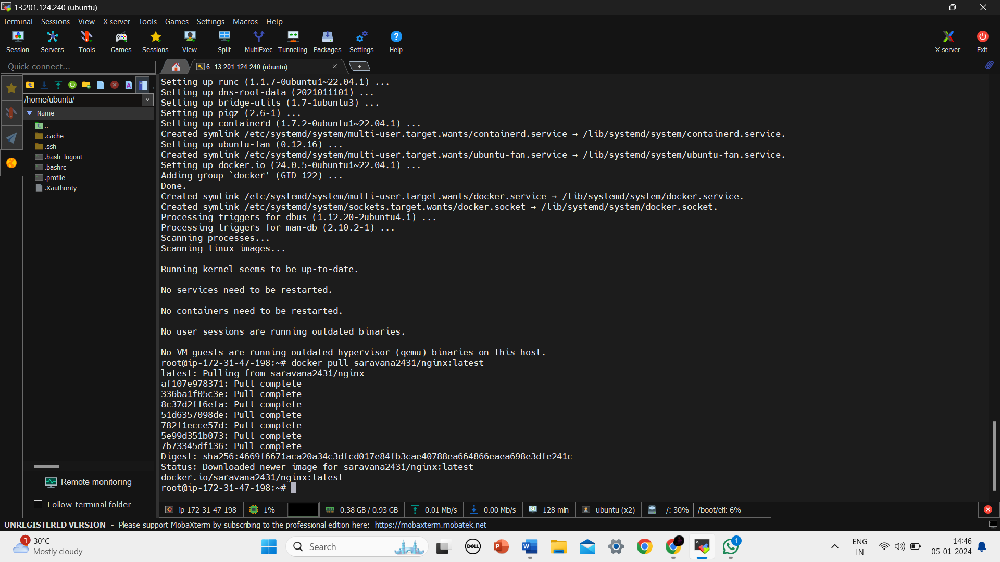 13.201.124.240 (ubuntu)
Terminal Sessions View X server Tools Games Settings Macros Help
Session Servers Tools Games Sessions View Split MultiExec Tunneling Packages Settings Help X server Exit
Quick connect...
6. 13.201.124.240 (ubuntu)
/home/ubuntu/
Name
..
.cache
.ssh
.bash_logout
.bashrc
.profile
.Xauthority
Remote monitoring
Follow terminal folder
Setting up runc (1.1.7-0ubuntu1~22.04.1) ...
Setting up dns-root-data (2021011101) ...
Setting up bridge-utils (1.7-1ubuntu3) ...
Setting up pigz (2.6-1) ...
Setting up containerd (1.7.2-0ubuntu1~22.04.1) ...
Created symlink /etc/systemd/system/multi-user.target.wants/containerd.service → /lib/systemd/system/containerd.service.
Setting up ubuntu-fan (0.12.16) ...
Created symlink /etc/systemd/system/multi-user.target.wants/ubuntu-fan.service → /lib/systemd/system/ubuntu-fan.service.
Setting up docker.io (24.0.5-0ubuntu1~22.04.1) ...
Adding group `docker' (GID 122) ...
Done.
Created symlink /etc/systemd/system/multi-user.target.wants/docker.service → /lib/systemd/system/docker.service.
Created symlink /etc/systemd/system/sockets.target.wants/docker.socket → /lib/systemd/system/docker.socket.
Processing triggers for dbus (1.12.20-2ubuntu4.1) ...
Processing triggers for man-db (2.10.2-1) ...
Scanning processes...
Scanning linux images...
Running kernel seems to be up-to-date.
No services need to be restarted.
No containers need to be restarted.
No user sessions are running outdated binaries.
No VM guests are running outdated hypervisor (qemu) binaries on this host.
root@ip-172-31-47-198:~# docker pull saravana2431/nginx:latest
latest: Pulling from saravana2431/nginx
af107e978371: Pull complete
336ba1f05c3e: Pull complete
8c37d2ff6efa: Pull complete
51d6357098de: Pull complete
782f1ecce57d: Pull complete
5e99d351b073: Pull complete
7b73345df136: Pull complete
Digest: sha256:4669f6671aca20a34c3dfcd017e84fb3cae40788ea664866eaea698e3dfe241c
Status: Downloaded newer image for saravana2431/nginx:latest
docker.io/saravana2431/nginx:latest
root@ip-172-31-47-198:~#
ip-172-31-47-198 1% 0.38 GB / 0.93 GB 0.01 Mb/s 0.00 Mb/s 128 min ubuntu (x2) /: 30% /boot/efi: 6%
UNREGISTERED VERSION - Please support MobaXterm by subscribing to the professional edition here: https://mobaxterm.mobatek.net
1
30°C
Mostly cloudy
Search
DELL
1
ENG
IN
14:46
05-01-2024